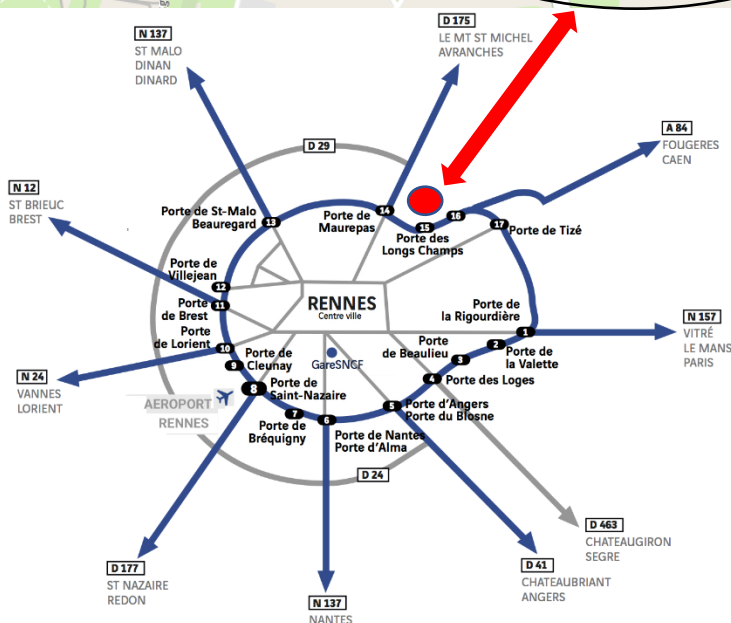 D 175
LE MT ST MICHEL
AVRANCHES
N 137
ST MALO
DINAN
DINARD
A 84
FOUGERES
CAEN
D 29
N 12
ST BRIEUC
BREST
Porte de St-Malo
Beauregard
13
Porte de
Maurepas
14
15
16
Porte des
Longs Champs
17
Porte de Tizé
Porte de
Villejean
12
Porte
de Brest
11
RENNES
Centre ville
Porte de
la Rigourdière
1
N 157
VITRÉ
LE MANS
PARIS
Porte
de Lorient
10
9
Porte de
Cleunay
GareSNCF
Porte
de Beaulieu
3
2
Porte de
la Valette
N 24
VANNES
LORIENT
AEROPORT
RENNES
8
Porte de
Saint-Nazaire
4
Porte des Loges
7
Porte de
Bréquigny
6
Porte de Nantes
Porte d'Alma
5
Porte d'Angers
Porte du Blosne
D 24
D 463
CHATEAUGIRON
SEGRE
D 177
ST NAZAIRE
REDON
D 41
CHATEAUBRIANT
ANGERS
N 137
NANTES